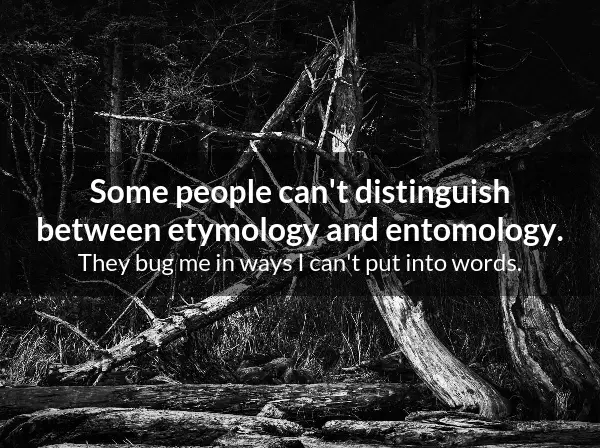 Some people can't distinguish
between etymology and entomology.
They bug me in ways I can't put into words.